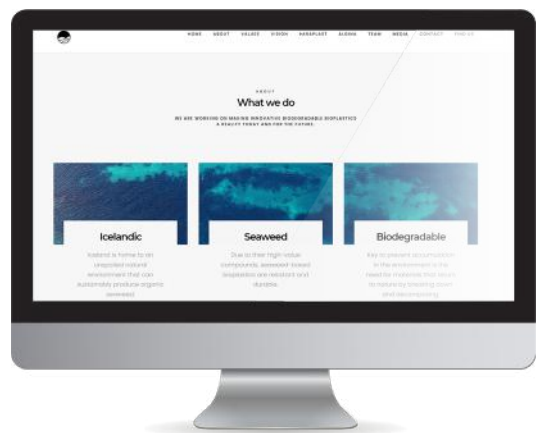 HOME ABOUT VALUES VISION TEAM MEDIA CONTACT FIND US
ABOUT
What we do
WE ARE WORKING ON MAKING INNOVATIVE BIODEGRADABLE BIOPLASTICS
A REALITY TODAY AND FOR THE FUTURE.
Icelandic
Iceland is home to an
unspoiled natural
environment that can
sustainably produce organic
seaweed
Seaweed
Due to their high-value
compounds, seaweed-based
bioplastics are resistant and
durable.
Biodegradable
Key to prevent accumulation
in the environment is the
need for materials that return
to nature by breaking down
and decomposing